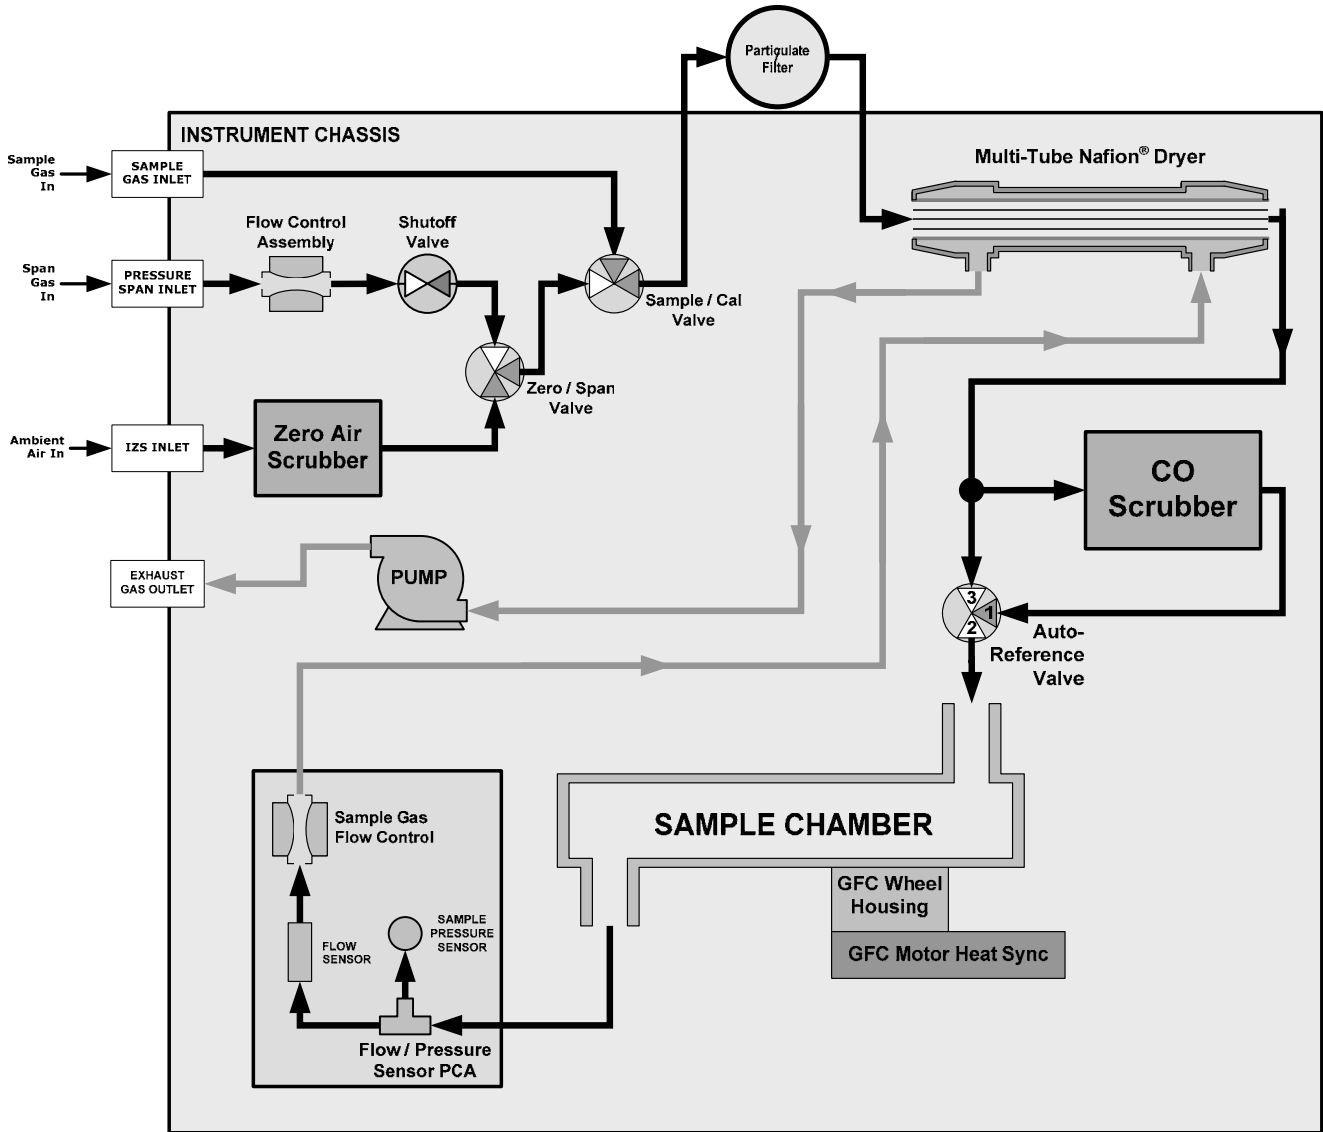 Particulate
Filter
INSTRUMENT CHASSIS
Sample
Gas
In
SAMPLE
GAS INLET
Multi-Tube Nafion® Dryer
Flow Control
Assembly
Shutoff
Valve
Span
Gas
In
PRESSURE
SPAN INLET
Sample / Cal
Valve
Zero / Span
Valve
Ambient
Air In
IZS INLET
Zero Air
Scrubber
CO
Scrubber
EXHAUST
GAS OUTLET
PUMP
3
1
2
Auto-
Reference
Valve
Sample Gas
Flow Control
SAMPLE CHAMBER
GFC Wheel
Housing
SAMPLE
PRESSURE
SENSOR
FLOW
SENSOR
GFC Motor Heat Sync
Flow / Pressure
Sensor PCA